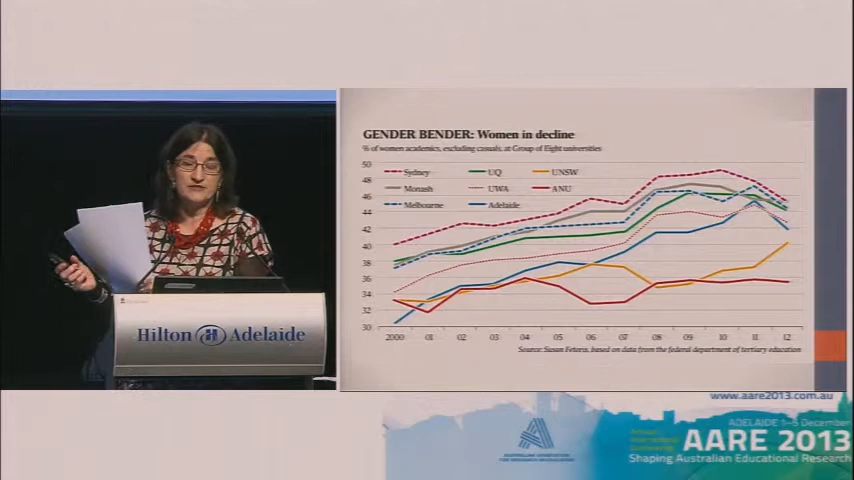 GENDER BENDER: Women in decline
% of women academics, excluding casuals, at Group of Eight universities
50
48
46
44
42
40
38
36
34
32
30
Sydney
UQ
UNSW
Monash
UWA
ANU
Melbourne
Adelaide
2000 01 02 03 04 05 06 07 08 09 10 11 12
Source: Susan Feteris, based on data from the federal department of tertiary education
Hilton H Adelaide
www.aare2013.com.au
ADELAIDE 1-5 December
AARE 2013
Shaping Australian Educational Research